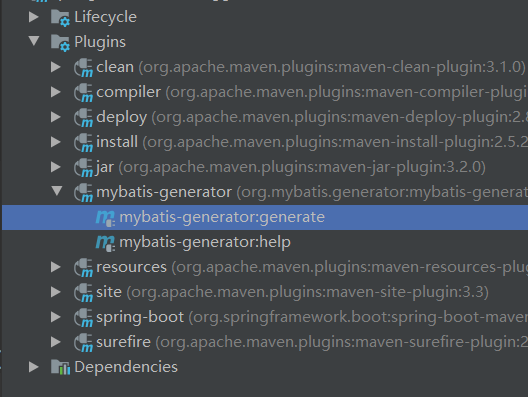 Lifecycle
Plugins
clean (org.apache.maven.plugins:maven-clean-plugin:3.1.0)
compiler (org.apache.maven.plugins:maven-compiler-plugin
deploy (org.apache.maven.plugins:maven-deploy-plugin:2.8
install (org.apache.maven.plugins:maven-install-plugin:2.5.2
jar (org.apache.maven.plugins:maven-jar-plugin:3.2.0)
mybatis-generator (org.mybatis.generator:mybatis-generat
mybatis-generator:generate
mybatis-generator:help
resources (org.apache.maven.plugins:maven-resources-plug
site (org.apache.maven.plugins:maven-site-plugin:3.3)
spring-boot (org.springframework.boot:spring-boot-maven
surefire (org.apache.maven.plugins:maven-surefire-plugin:2
Dependencies